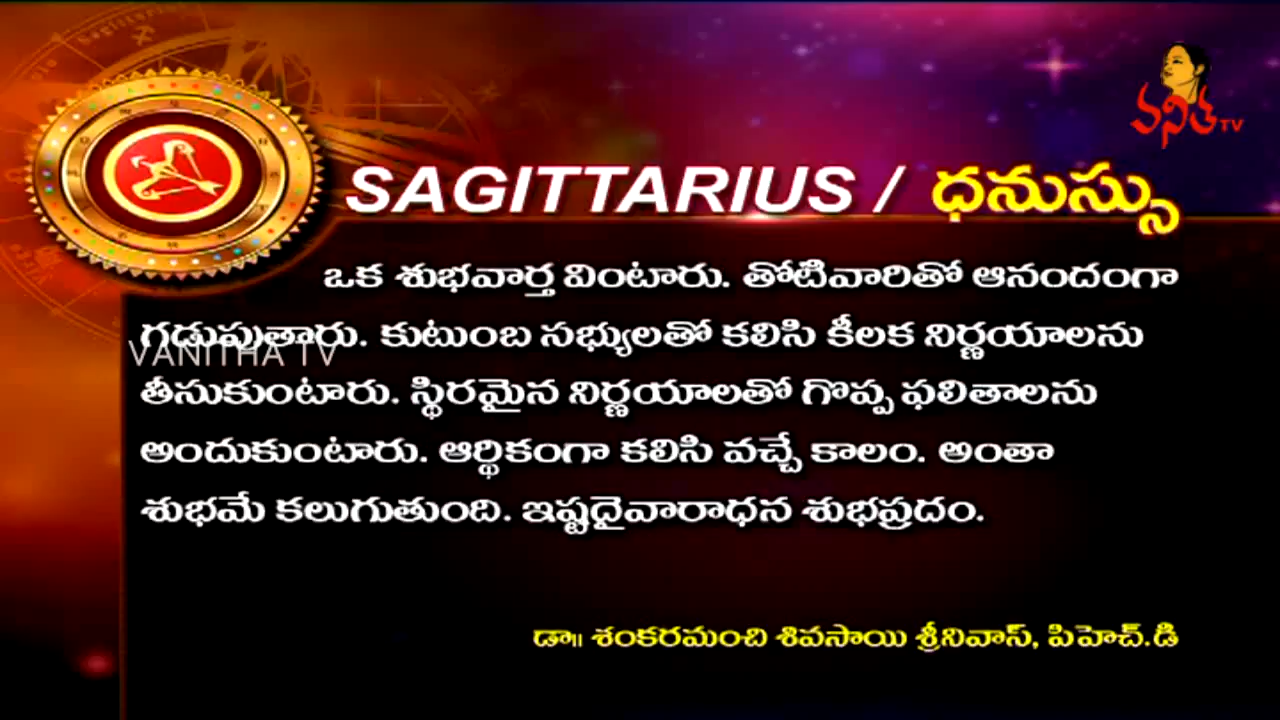 వనిత TV
SAGITTARIUS / ధనుస్సు
ఒక శుభవార్త వింటారు. తోటివారితో ఆనందంగా
గడుపుతారు. కుటుంబ సభ్యులతో కలిసి కీలక నిర్ణయాలను
VANITHA TV
తీసుకుంటారు. స్థిరమైన నిర్ణయాలతో గొప్ప ఫలితాలను
అందుకుంటారు. ఆర్థికంగా కలిసి వచ్చే కాలం. అంతా
శుభమే కలుగుతుంది. ఇష్టదైవారాధన శుభప్రదం.
డా॥ శంకరమంచి శివసాయి శ్రీనివాస్, పిహెచ్.డి